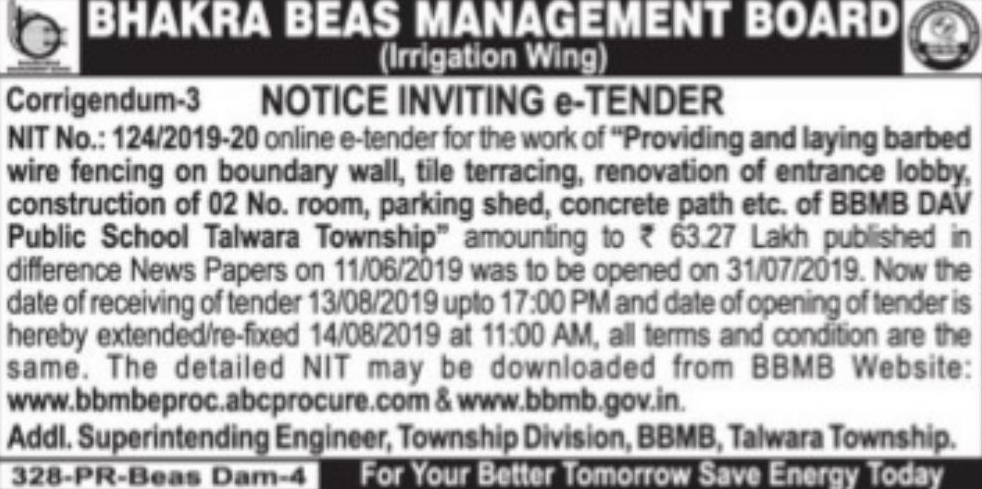 BHAKRA BEAS MANAGEMENT BOARD
(Irrigation Wing)
Corrigendum-3 NOTICE INVITING e-TENDER
NIT No.: 124/2019-20 online e-tender for the work of “Providing and laying barbed
wire fencing on boundary wall, tile terracing, renovation of entrance lobby,
construction of 02 No. room, parking shed, concrete path etc. of BBMB DAV
Public School Talwara Township” amounting to ₹ 63.27 Lakh published in
difference News Papers on 11/06/2019 was to be opened on 31/07/2019. Now the
date of receiving of tender 13/08/2019 upto 17:00 PM and date of opening of tender is
hereby extended/re-fixed 14/08/2019 at 11:00 AM, all terms and condition are the
same. The detailed NIT may be downloaded from BBMB Website:
www.bbmbeproc.abcprocure.com & www.bbmb.gov.in.
Addl. Superintending Engineer, Township Division, BBMB, Talwara Township.
328-PR-Beas Dam-4 For Your Better Tomorrow Save Energy Today